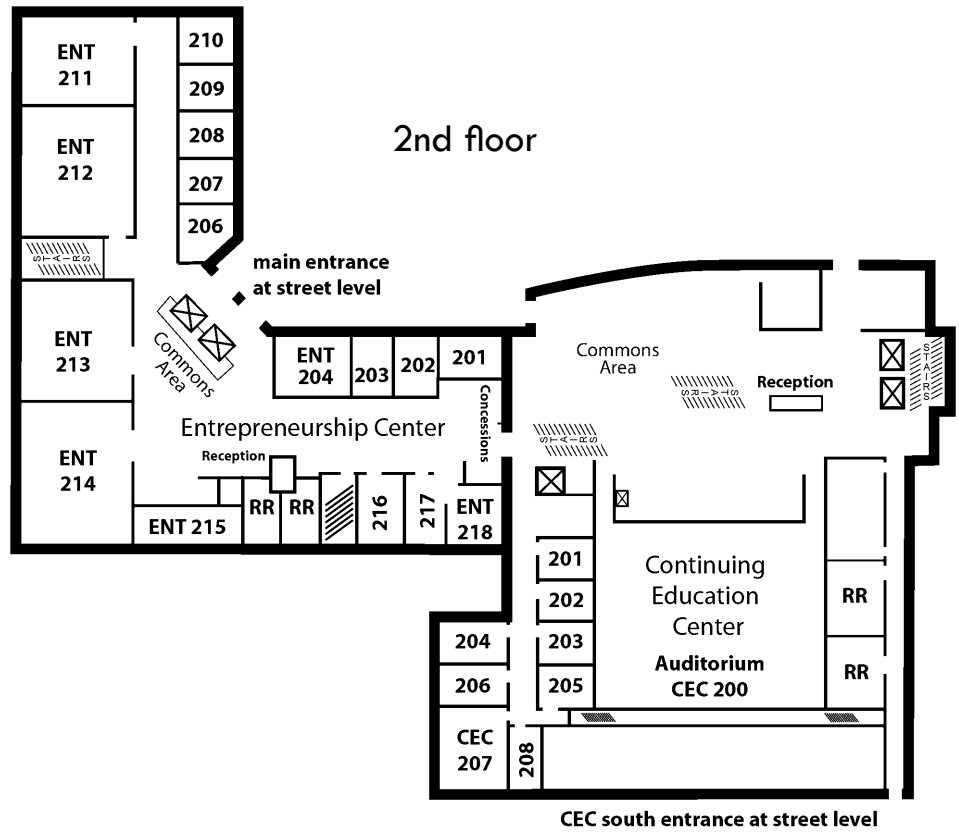 2nd floor
ENT
211
ENT
212
210
209
208
207
206
STAIRS
main entrance
at street level
ENT
213
Commons
Area
ENT
204
203
202
201
Concessions
Entrepreneurship Center
ENT
214
Reception
RR
RR
216
217
ENT
218
ENT 215
Commons
Area
STAIRS
Reception
STAIRS
STAIRS
201
202
203
205
204
206
CEC
207
208
Continuing
Education
Center
Auditorium
CEC 200
RR
RR
CEC south entrance at street level